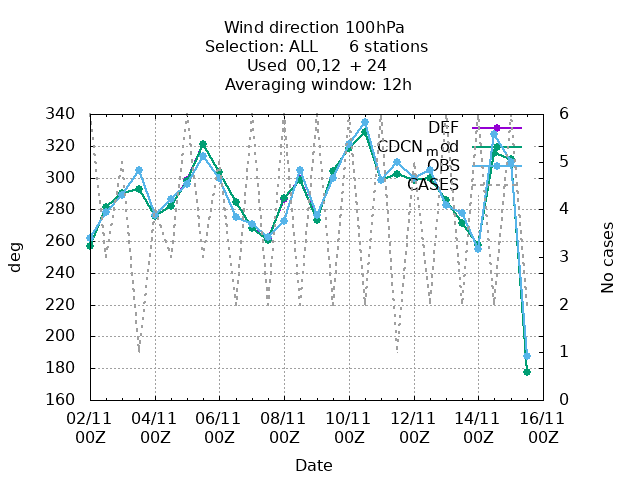 Wind direction 100hPa
Selection: ALL 6 stations
Used 00,12 + 24
Averaging window: 12h
340
320
300
280
260
240
220
200
180
160
deg
6
5
4
3
2
1
0
No cases
DEF
CDCN_mod
OBS
CASES
02/11 04/11 06/11 08/11 10/11 12/11 14/11 16/11
00Z 00Z 00Z 00Z 00Z 00Z 00Z 00Z
Date